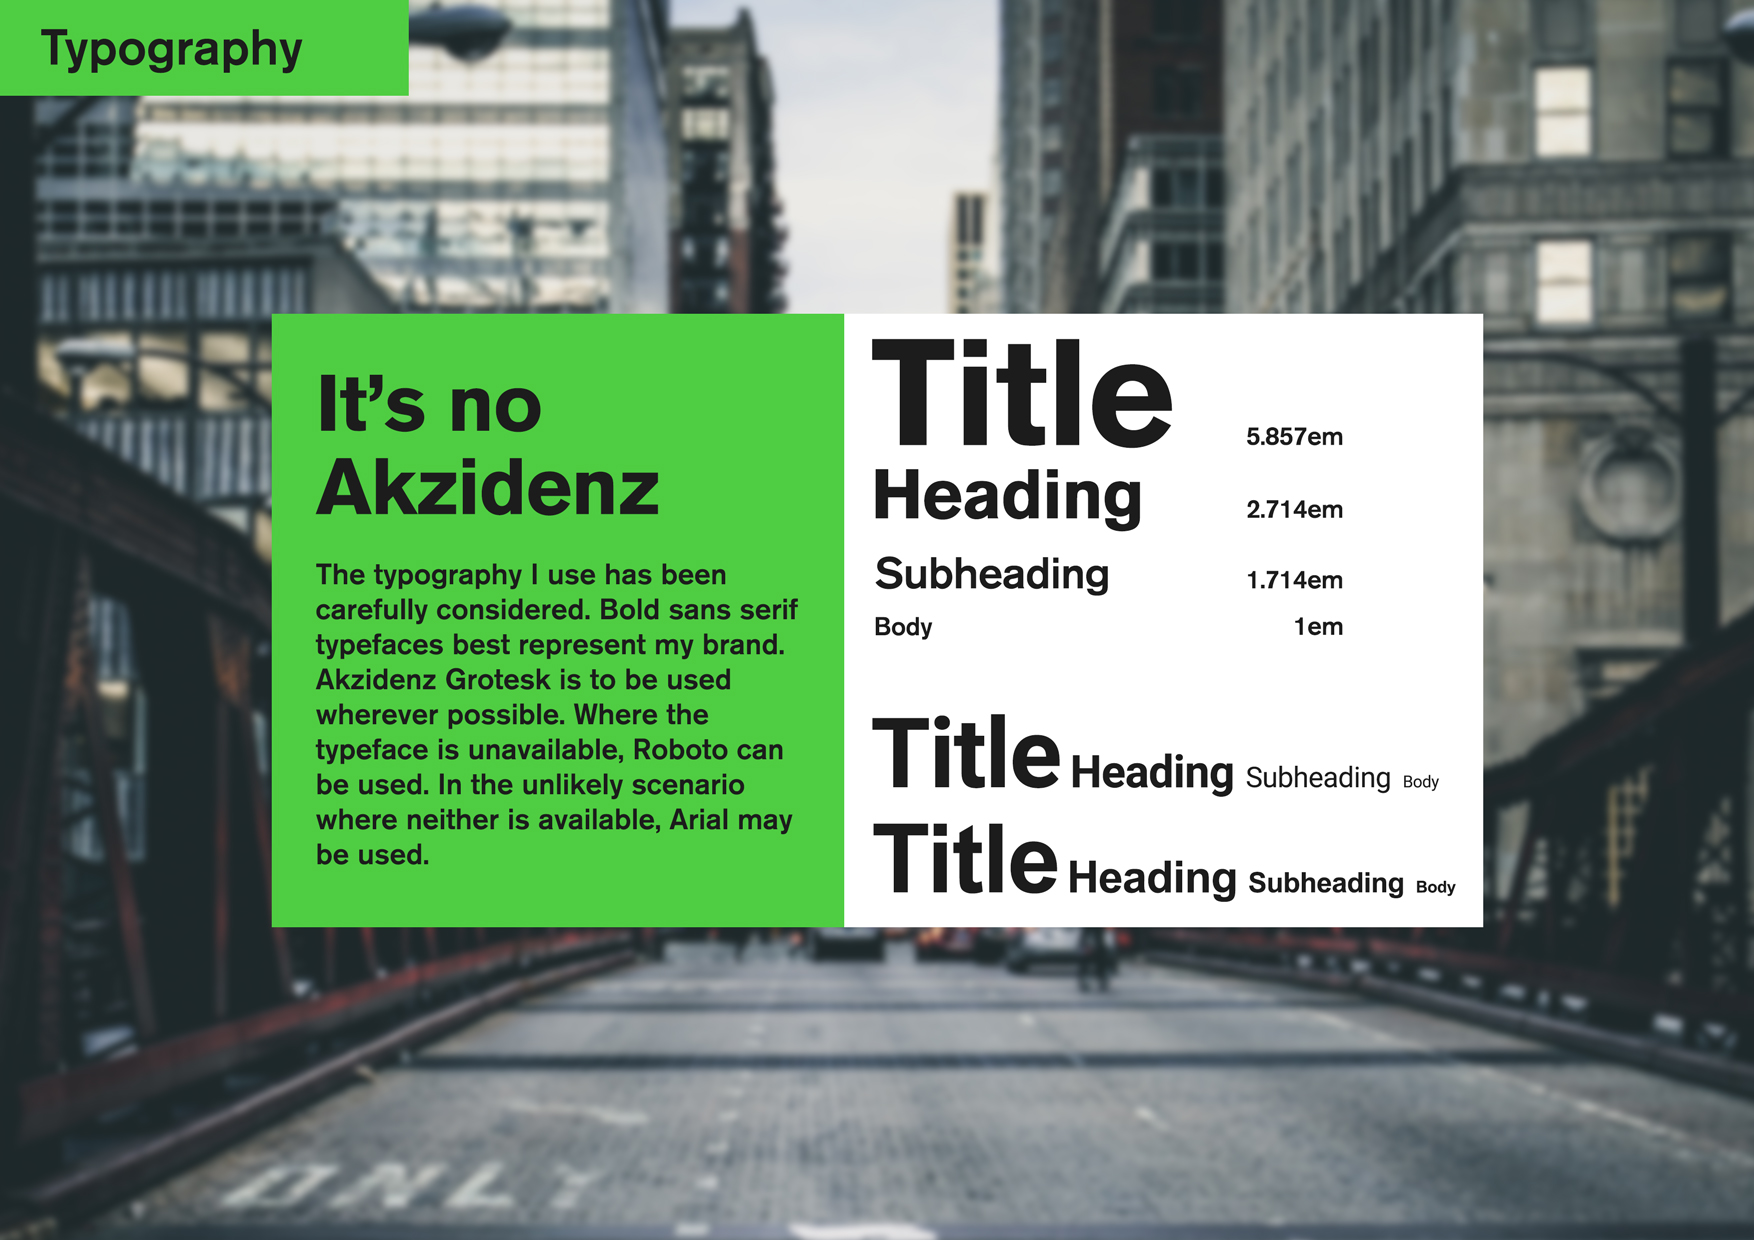 Typography
It’s no
Akzidenz
The typography I use has been
carefully considered. Bold sans serif
typefaces best represent my brand.
Akzidenz Grotesk is to be used
wherever possible. Where the
typeface is unavailable, Roboto can
be used. In the unlikely scenario
where neither is available, Arial may
be used.
Title 5.857em
Heading 2.714em
Subheading 1.714em
Body 1em
Title Heading Subheading Body
Title Heading Subheading Body
ONLY